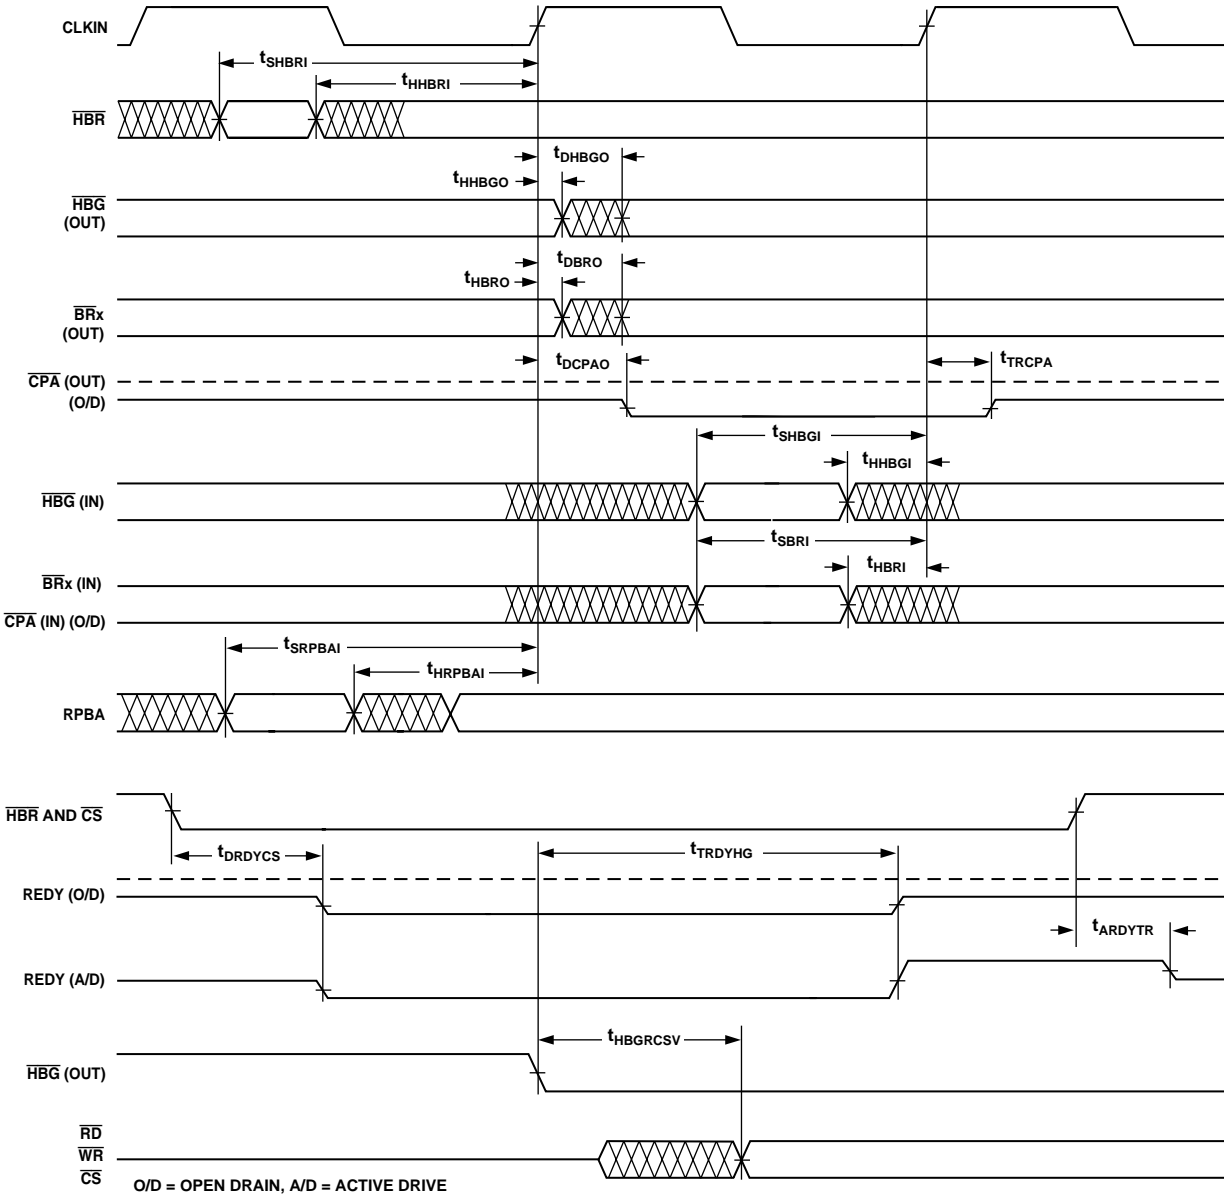 CLKIN
tSHBRI
tHHBRI
HBR
tDHBGO
tHHBGO
HBG
(OUT)
tDBRO
tHBRO
BRx
(OUT)
tDCPAO
tTRCPA
CPA (OUT)
(O/D)
tSHBGI
tHHBGI
HBG (IN)
tSBRI
tHBRI
BRx (IN)
CPA (IN) (O/D)
tSRPBAI
tHRPBAI
RPBA
HBR AND CS
tDRDYCS
tTRDYHG
REDY (O/D)
tARDYTR
REDY (A/D)
tHBGRCSV
HBG (OUT)
RD
WR
CS
O/D = OPEN DRAIN, A/D = ACTIVE DRIVE